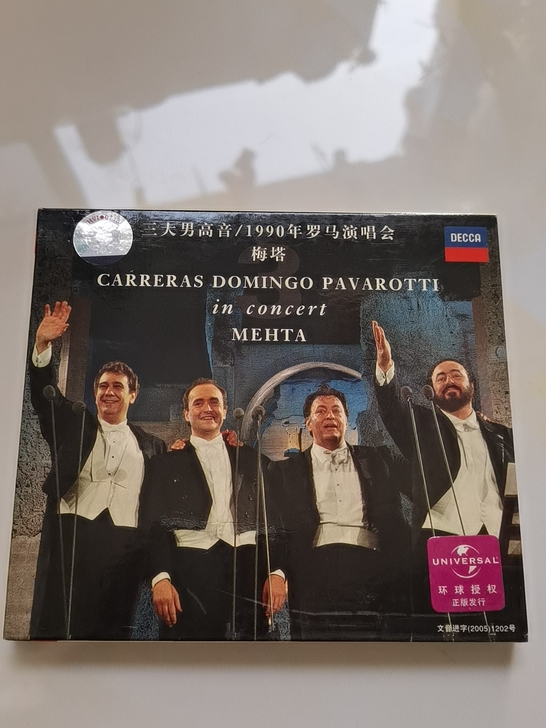 三大男高音/1990年罗马演唱会
梅塔
DECCA
CARRERAS DOMINGO PAVAROTTI
3
in concert
MEHTA
UNIVERSAL
环球授权
正版发行
文音进字(2005)1202号